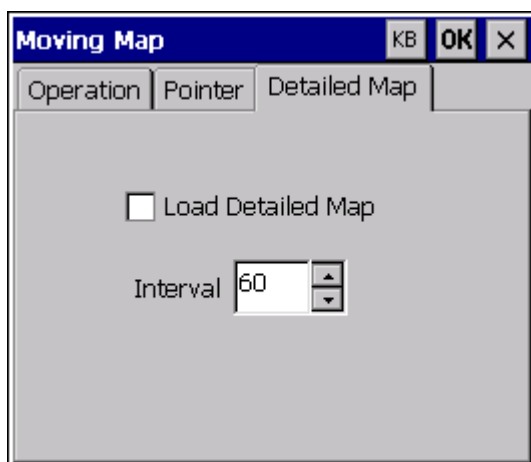 Moving Map KB OK ×
Operation Pointer Detailed Map
Load Detailed Map
Interval 60